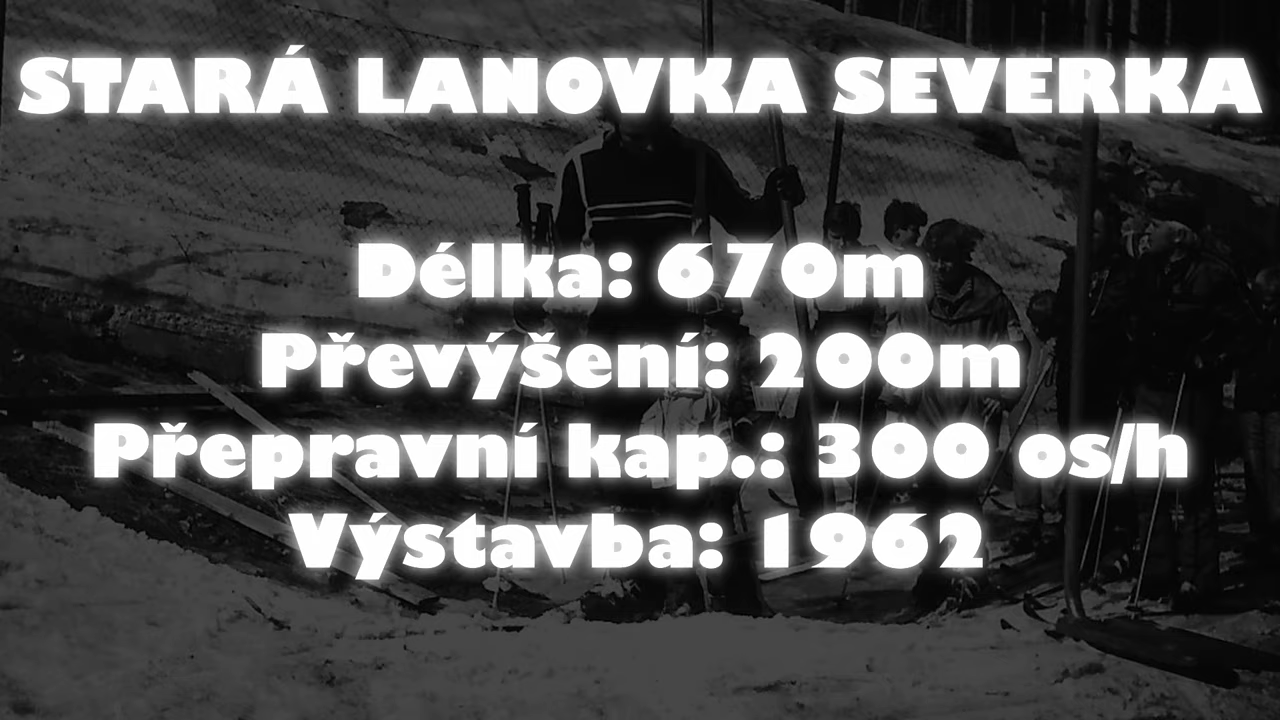 STARÁ LANOVKA SEVERKA
Délka: 670m
Převýšení: 200m
Přepravní kap.: 300 os/h
Výstavba: 1962